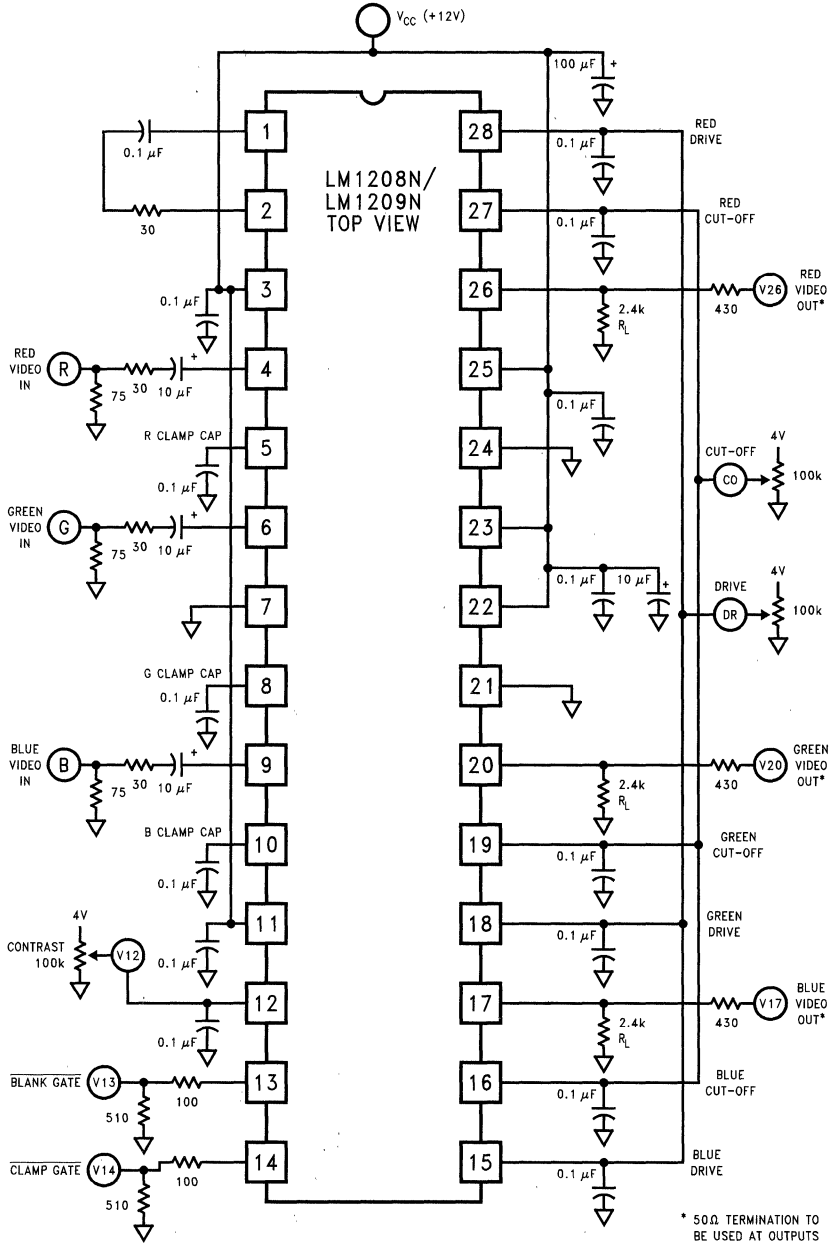 VCC (+12V)
100 µF +
1
0.1 µF
2
30
LM1208N/
LM1209N
TOP VIEW
28
0.1 µF
RED
DRIVE
27
0.1 µF
RED
CUT-OFF
3
0.1 µF
26
2.4k
RL
430
V26
RED
VIDEO
OUT*
RED
VIDEO
IN
R
75
30
10 µF
+
4
25
0.1 µF
R CLAMP CAP
0.1 µF
5
24
CUT-OFF
CO
4V
100k
GREEN
VIDEO
IN
G
75
30
10 µF
+
6
23
0.1 µF
10 µF
+
7
22
DRIVE
DR
4V
100k
G CLAMP CAP
0.1 µF
8
21
BLUE
VIDEO
IN
B
75
30
10 µF
+
9
20
2.4k
RL
430
V20
GREEN
VIDEO
OUT*
B CLAMP CAP
0.1 µF
10
19
0.1 µF
GREEN
CUT-OFF
11
0.1 µF
18
0.1 µF
GREEN
DRIVE
4V
CONTRAST
100k
V12
12
0.1 µF
17
2.4k
RL
430
V17
BLUE
VIDEO
OUT*
BLANK GATE
V13
510
100
13
16
0.1 µF
BLUE
CUT-OFF
CLAMP GATE
V14
510
100
14
15
0.1 µF
BLUE
DRIVE
* 50Ω TERMINATION TO
BE USED AT OUTPUTS